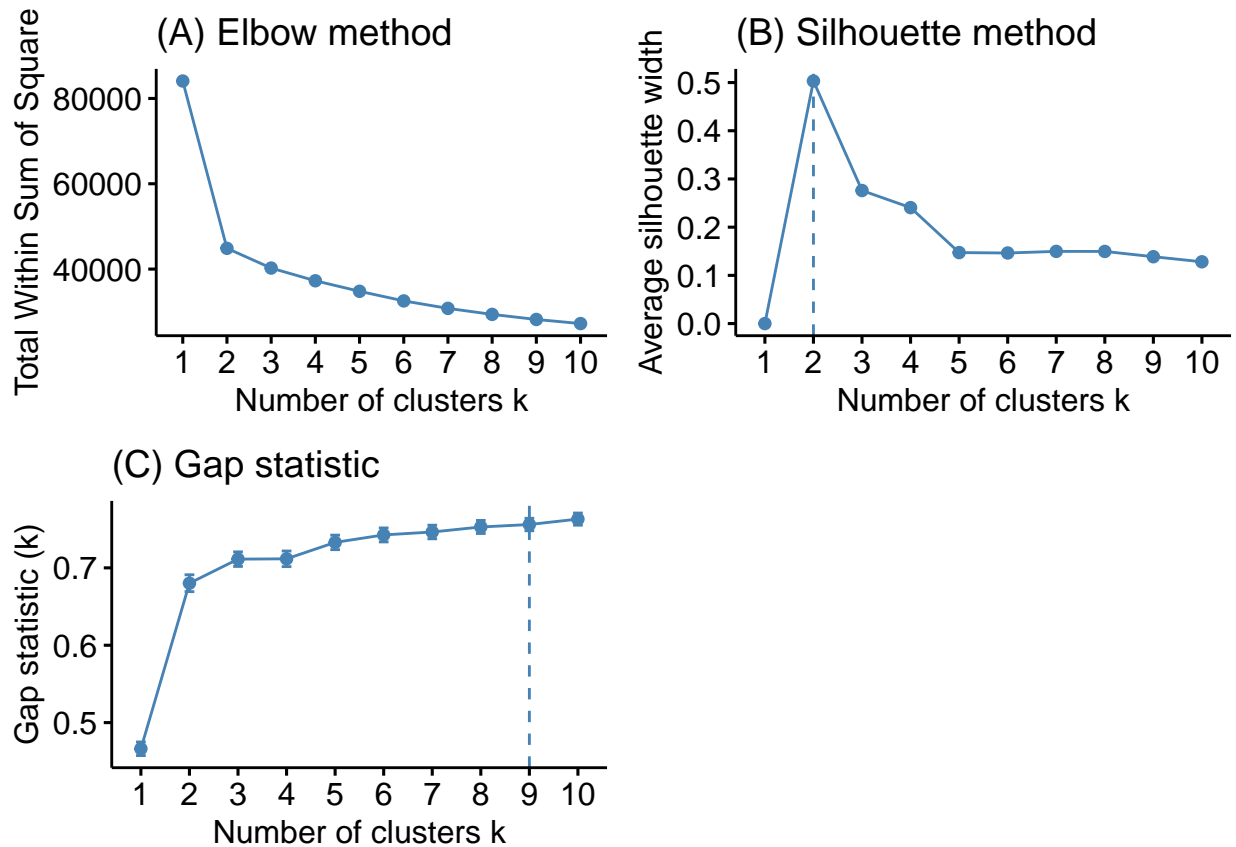 (A) Elbow method
Total Within Sum of Square
80000
60000
40000
1 2 3 4 5 6 7 8 9 10
Number of clusters k
(B) Silhouette method
Average silhouette width
0.5
0.4
0.3
0.2
0.1
0.0
1 2 3 4 5 6 7 8 9 10
Number of clusters k
(C) Gap statistic
Gap statistic (k)
0.7
0.6
0.5
1 2 3 4 5 6 7 8 9 10
Number of clusters k